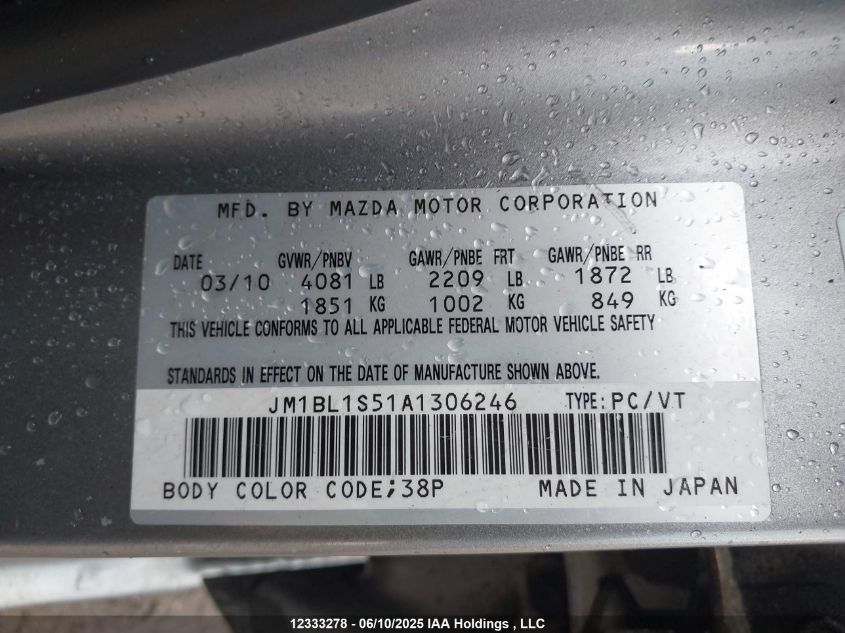 MFD. BY MAZDA MOTOR CORPORATION
DATE GVWR/PNBV GAWR/PNBE FRT GAWR/PNBE RR
03/10 4081 LB 2209 LB 1872 LB
1851 KG 1002 KG 849 KG
THIS VEHICLE CONFORMS TO ALL APPLICABLE FEDERAL MOTOR VEHICLE SAFETY
STANDARDS IN EFFECT ON THE DATE OF MANUFACTURE SHOWN ABOVE.
JM1BL1S51A1306246 TYPE: PC/VT
BODY COLOR CODE;38P MADE IN JAPAN
12333278 - 06/10/2025 IAA Holdings , LLC